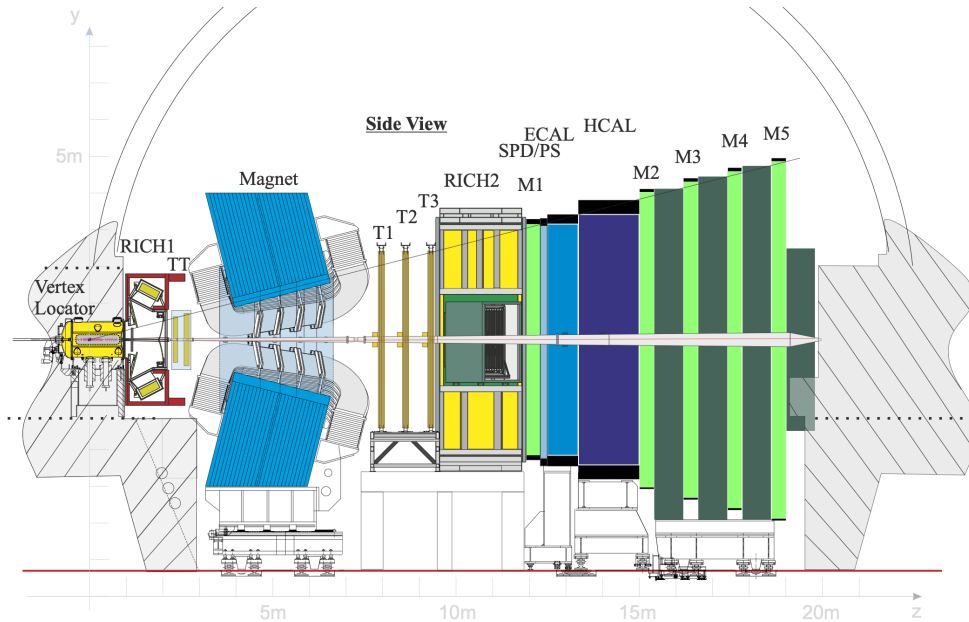 y
Side View
ECAL
HCAL
SPD/PS
M5
M4
5m
M3
M2
Magnet
RICH2
M1
T3
T2
T1
RICH1
TT
Vertex
Locator
5m
10m
15m
20m
z